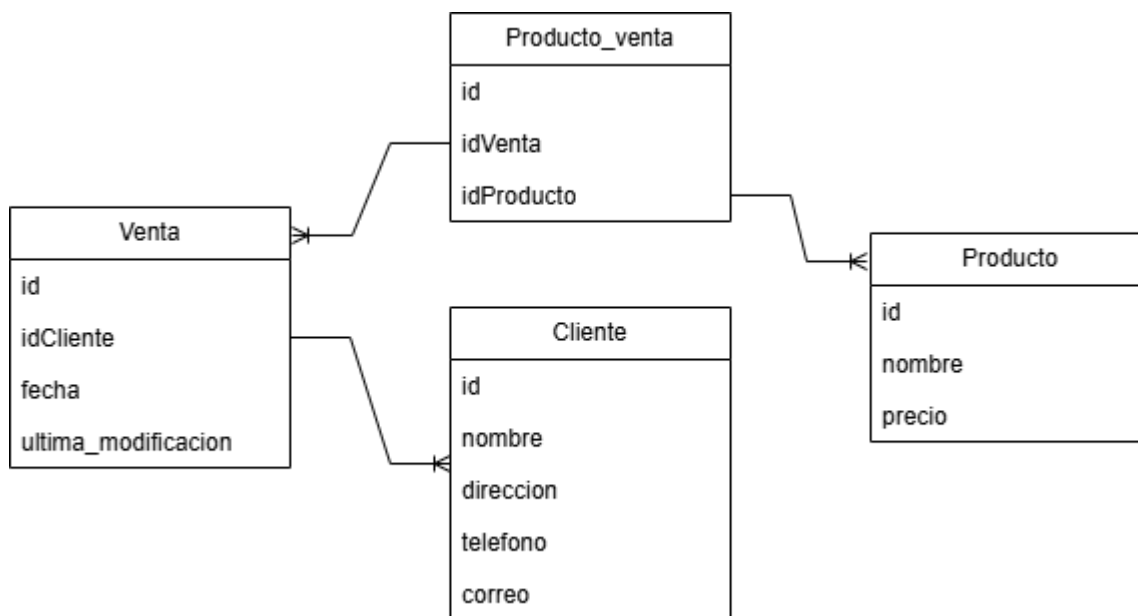 Producto_venta
id
idVenta
idProducto
Venta
id
idCliente
fecha
ultima_modificacion
Cliente
id
nombre
direccion
telefono
correo
Producto
id
nombre
precio